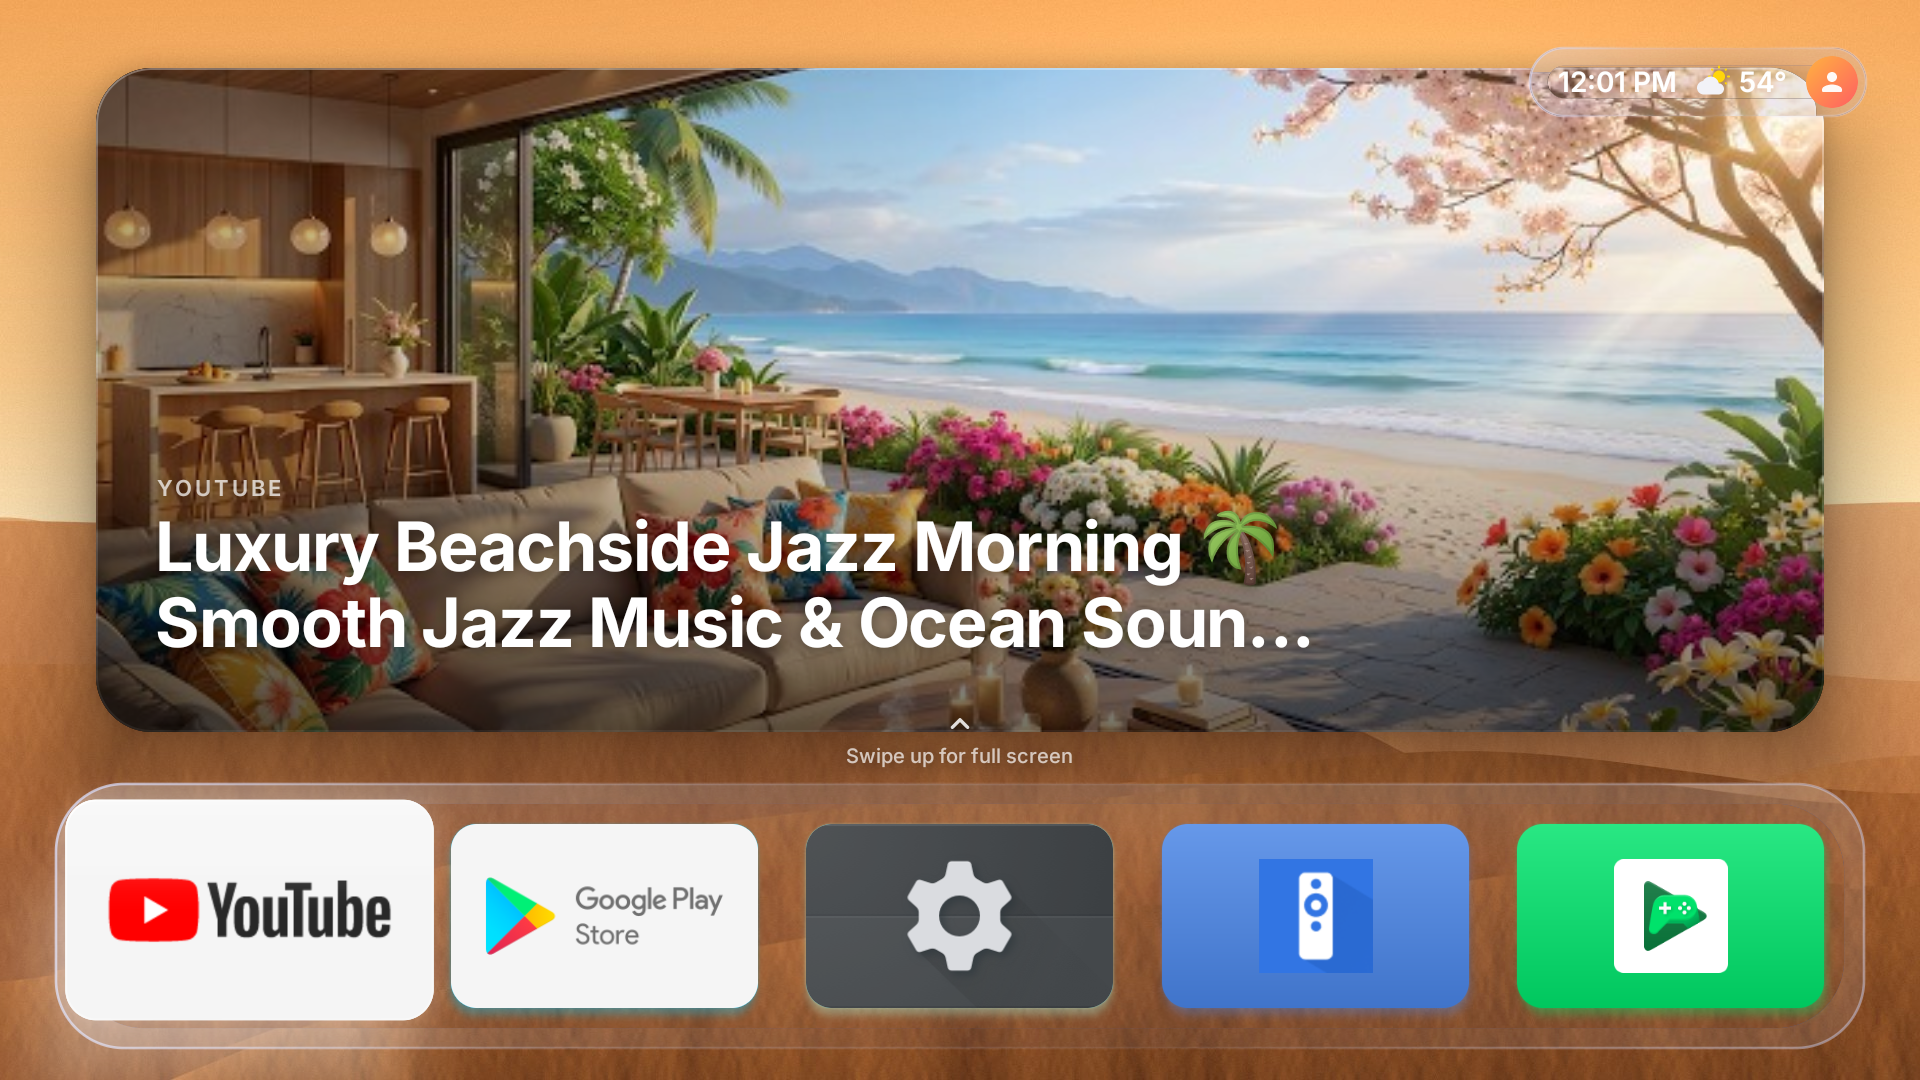 12:01 PM 54°
YOUTUBE
Luxury Beachside Jazz Morning🌴
Smooth Jazz Music & Ocean Soun…
Swipe up for full screen
YouTube
Google Play
Store